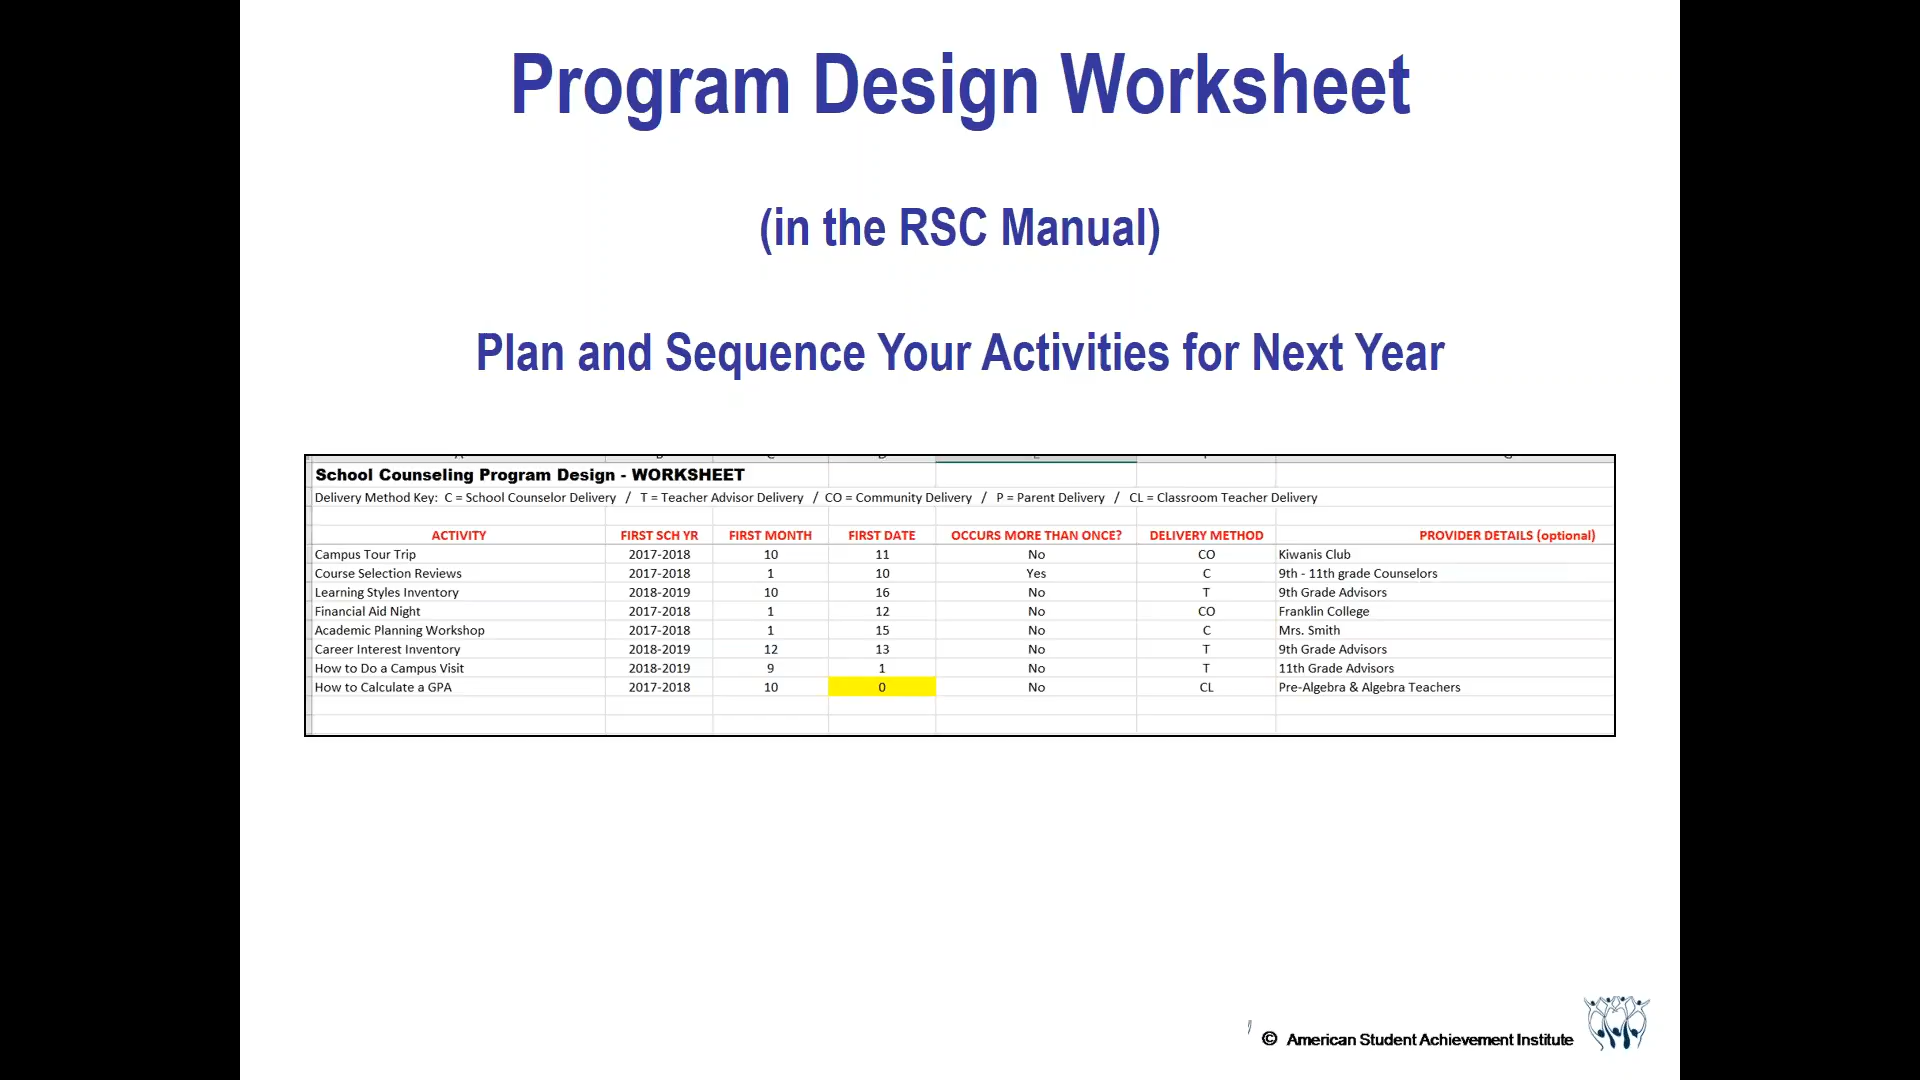 Program Design Worksheet
(in the RSC Manual)
Plan and Sequence Your Activities for Next Year
School Counseling Program Design - WORKSHEET
Delivery Method Key: C = School Counselor Delivery / T = Teacher Advisor Delivery / CO = Community Delivery / P = Parent Delivery / CL = Classroom Teacher Delivery
ACTIVITY FIRST SCH YR FIRST MONTH FIRST DATE OCCURS MORE THAN ONCE? DELIVERY METHOD PROVIDER DETAILS (optional)
Campus Tour Trip 2017-2018 10 11 No CO Kiwanis Club
Course Selection Reviews 2017-2018 1 10 Yes C 9th - 11th grade Counselors
Learning Styles Inventory 2018-2019 10 16 No T 9th Grade Advisors
Financial Aid Night 2017-2018 1 12 No CO Franklin College
Academic Planning Workshop 2017-2018 1 15 No C Mrs. Smith
Career Interest Inventory 2018-2019 12 13 No T 9th Grade Advisors
How to Do a Campus Visit 2018-2019 9 1 No T 11th Grade Advisors
How to Calculate a GPA 2017-2018 10 0 No CL Pre-Algebra & Algebra Teachers
© American Student Achievement Institute